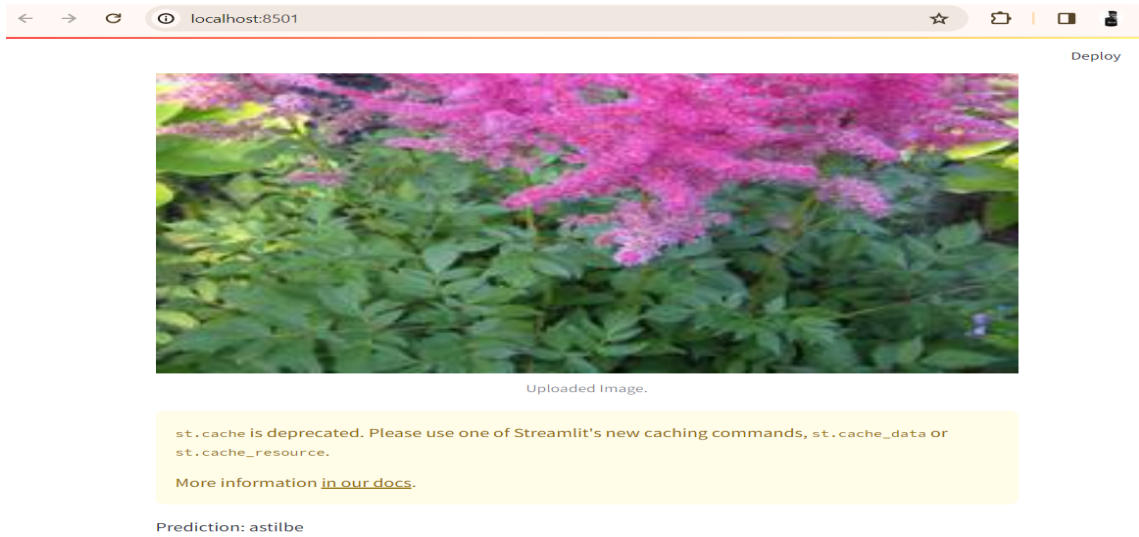 localhost:8501
Deploy
Uploaded Image.
st.cache is deprecated. Please use one of Streamlit's new caching commands, st.cache_data or
st.cache_resource.
More information in our docs.
Prediction: astilbe